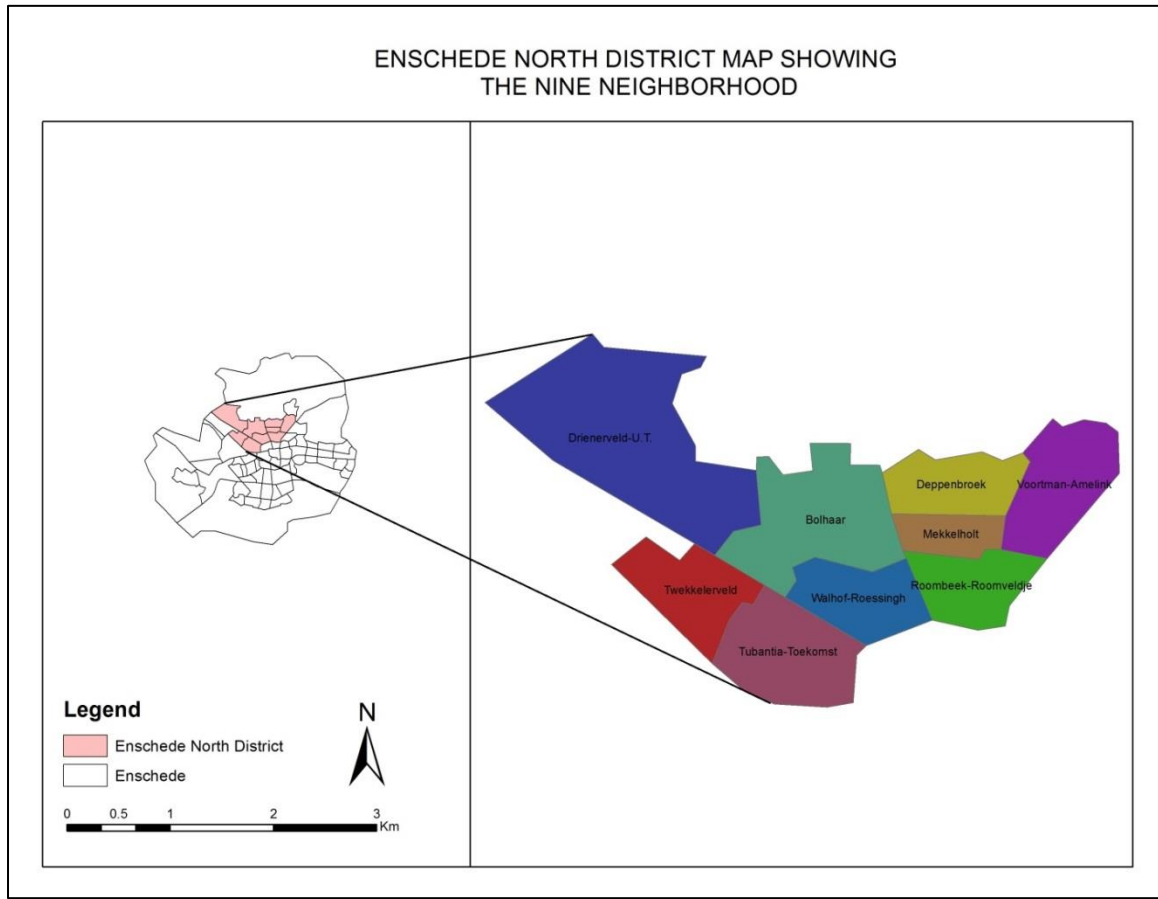 ENSCHEDE NORTH DISTRICT MAP SHOWING
THE NINE NEIGHBORHOOD
Drienerveld-U.T.
Deppenbroek
Voortman-Amelink
Bolhaar
Mekkelholt
Twekkelerveld
Walhof-Roessingh
Roombeek-Roomveldje
Tubantia-Toekomst
Legend
Enschede North District
Enschede
N
0 0.5 1 2 3
Km